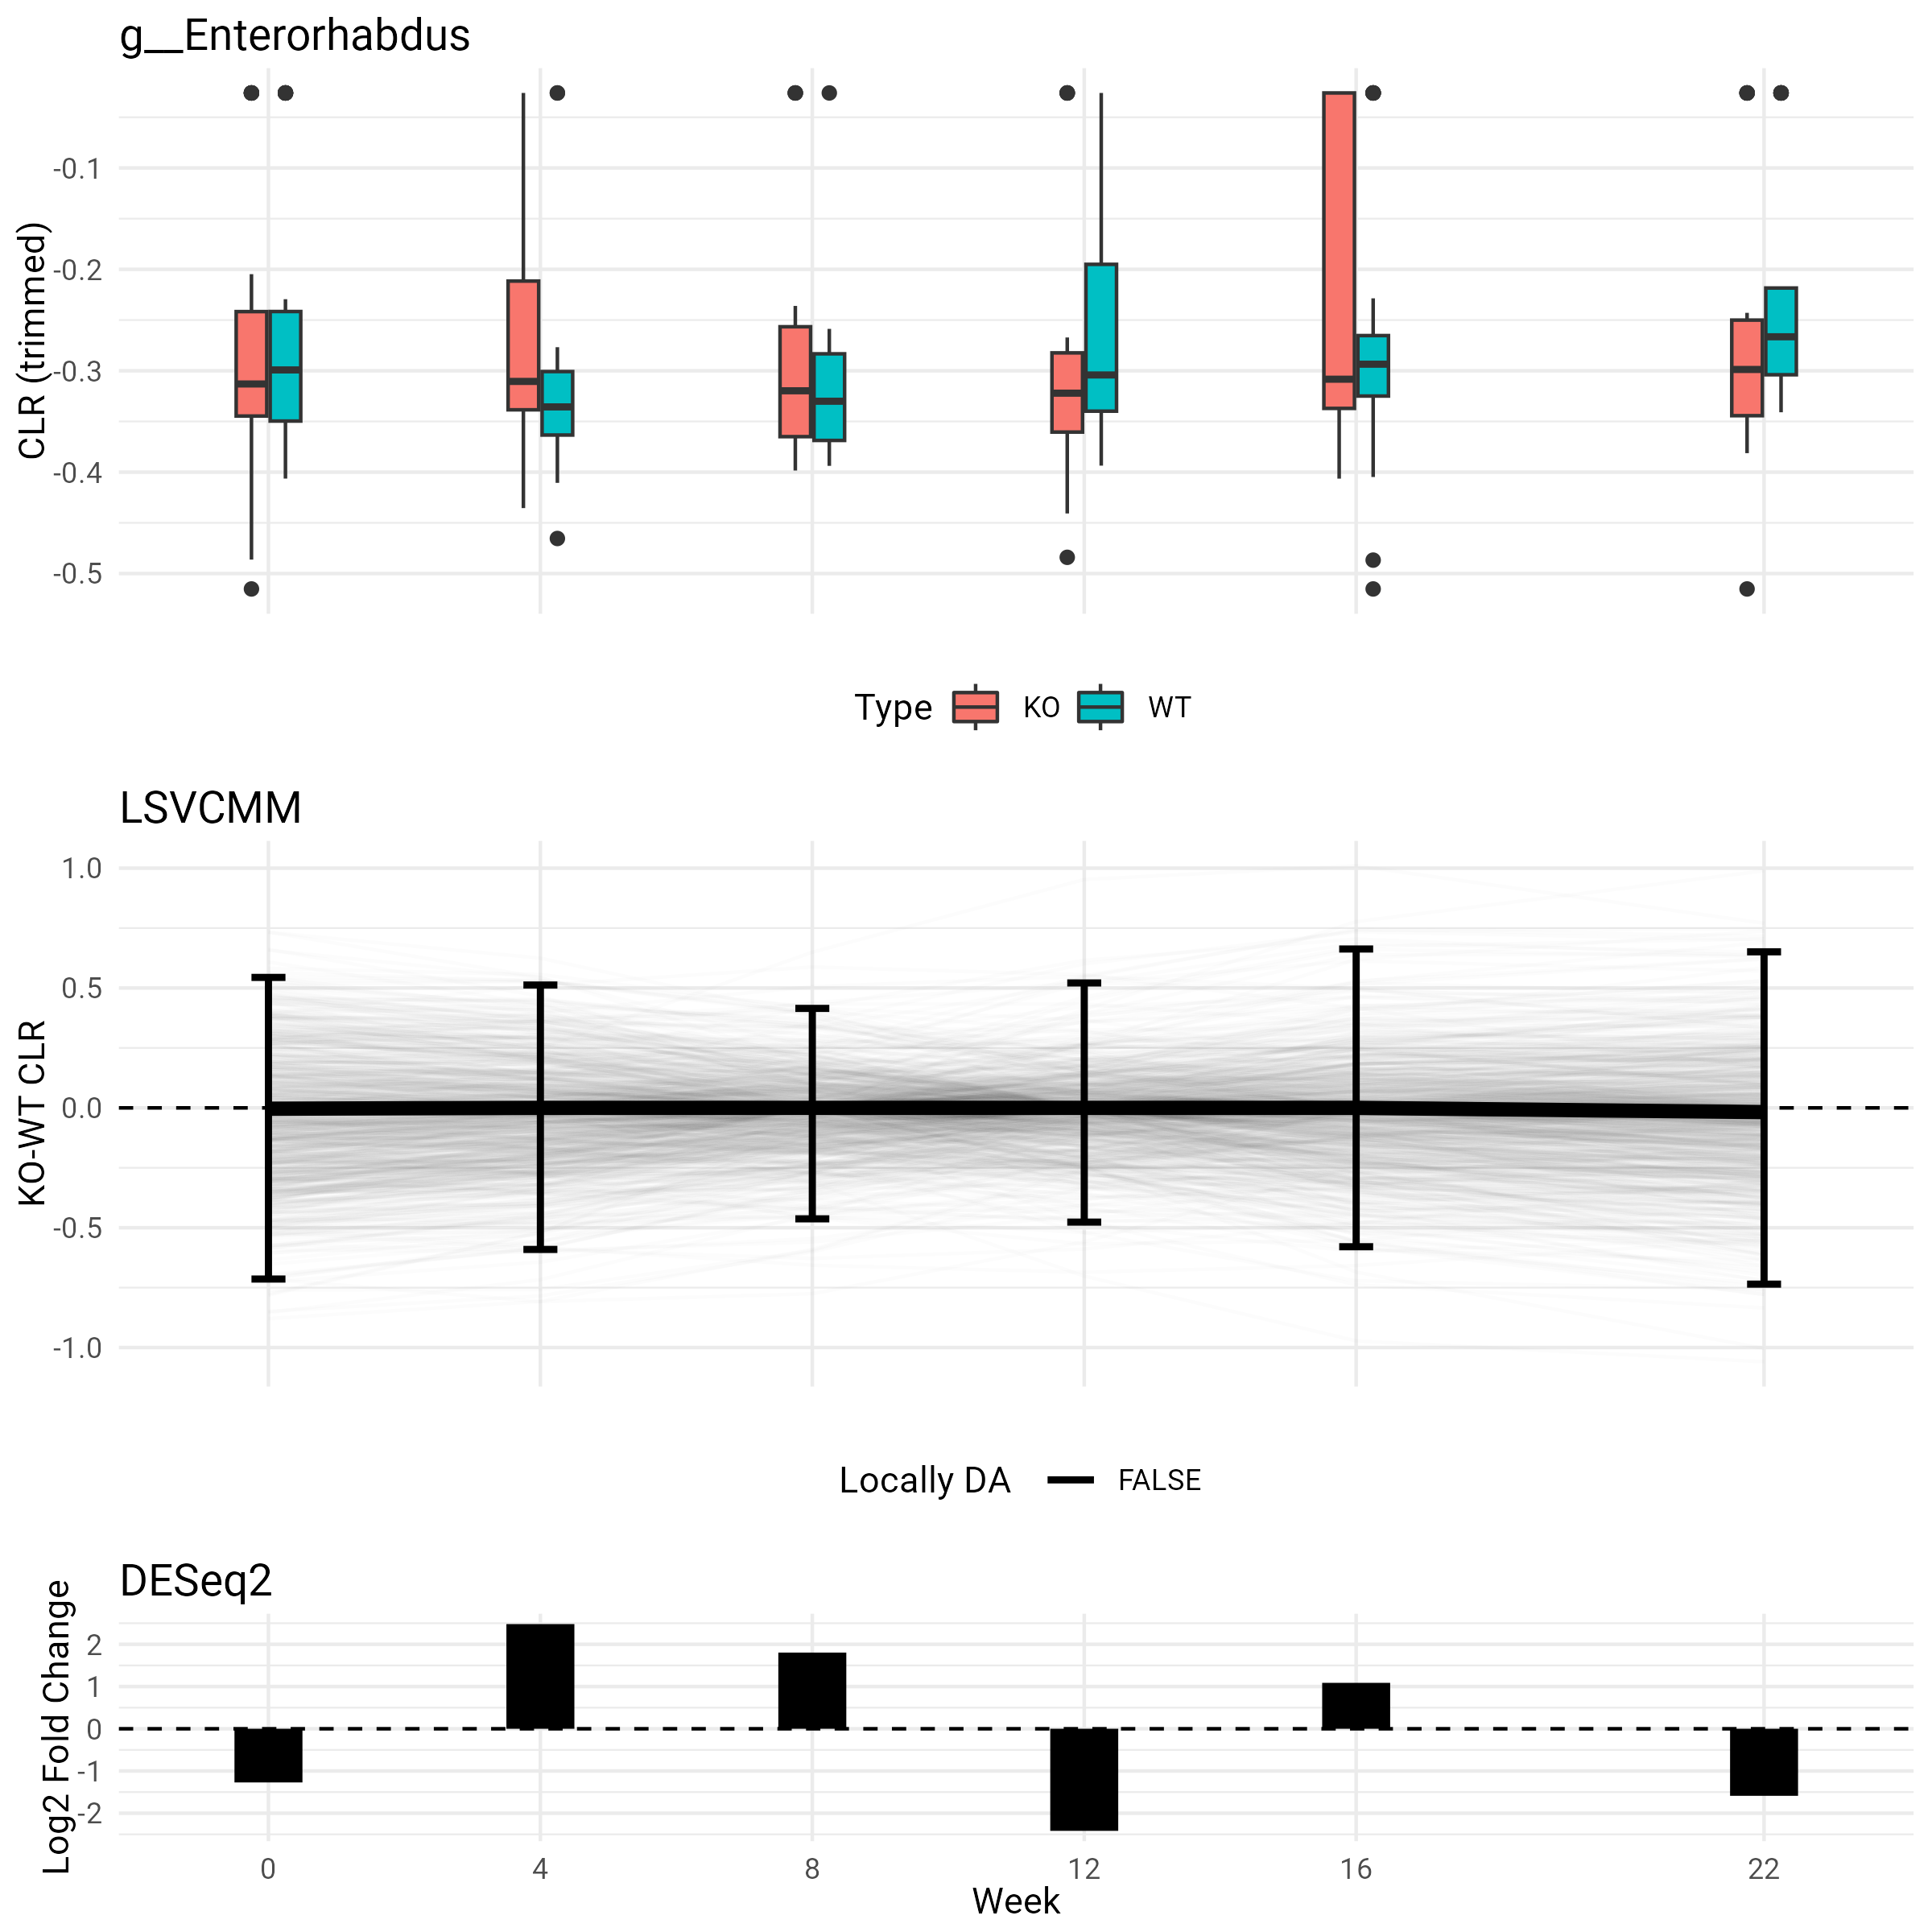 g__Enterorhabdus
CLR (trimmed)
-0.1
-0.2
-0.3
-0.4
-0.5
Type KO WT
LSVCMM
KO-WT CLR
1.0
0.5
0.0
-0.5
-1.0
Locally DA FALSE
DESeq2
Log2 Fold Change
2
1
0
-1
-2
0 4 8 12 16 22
Week